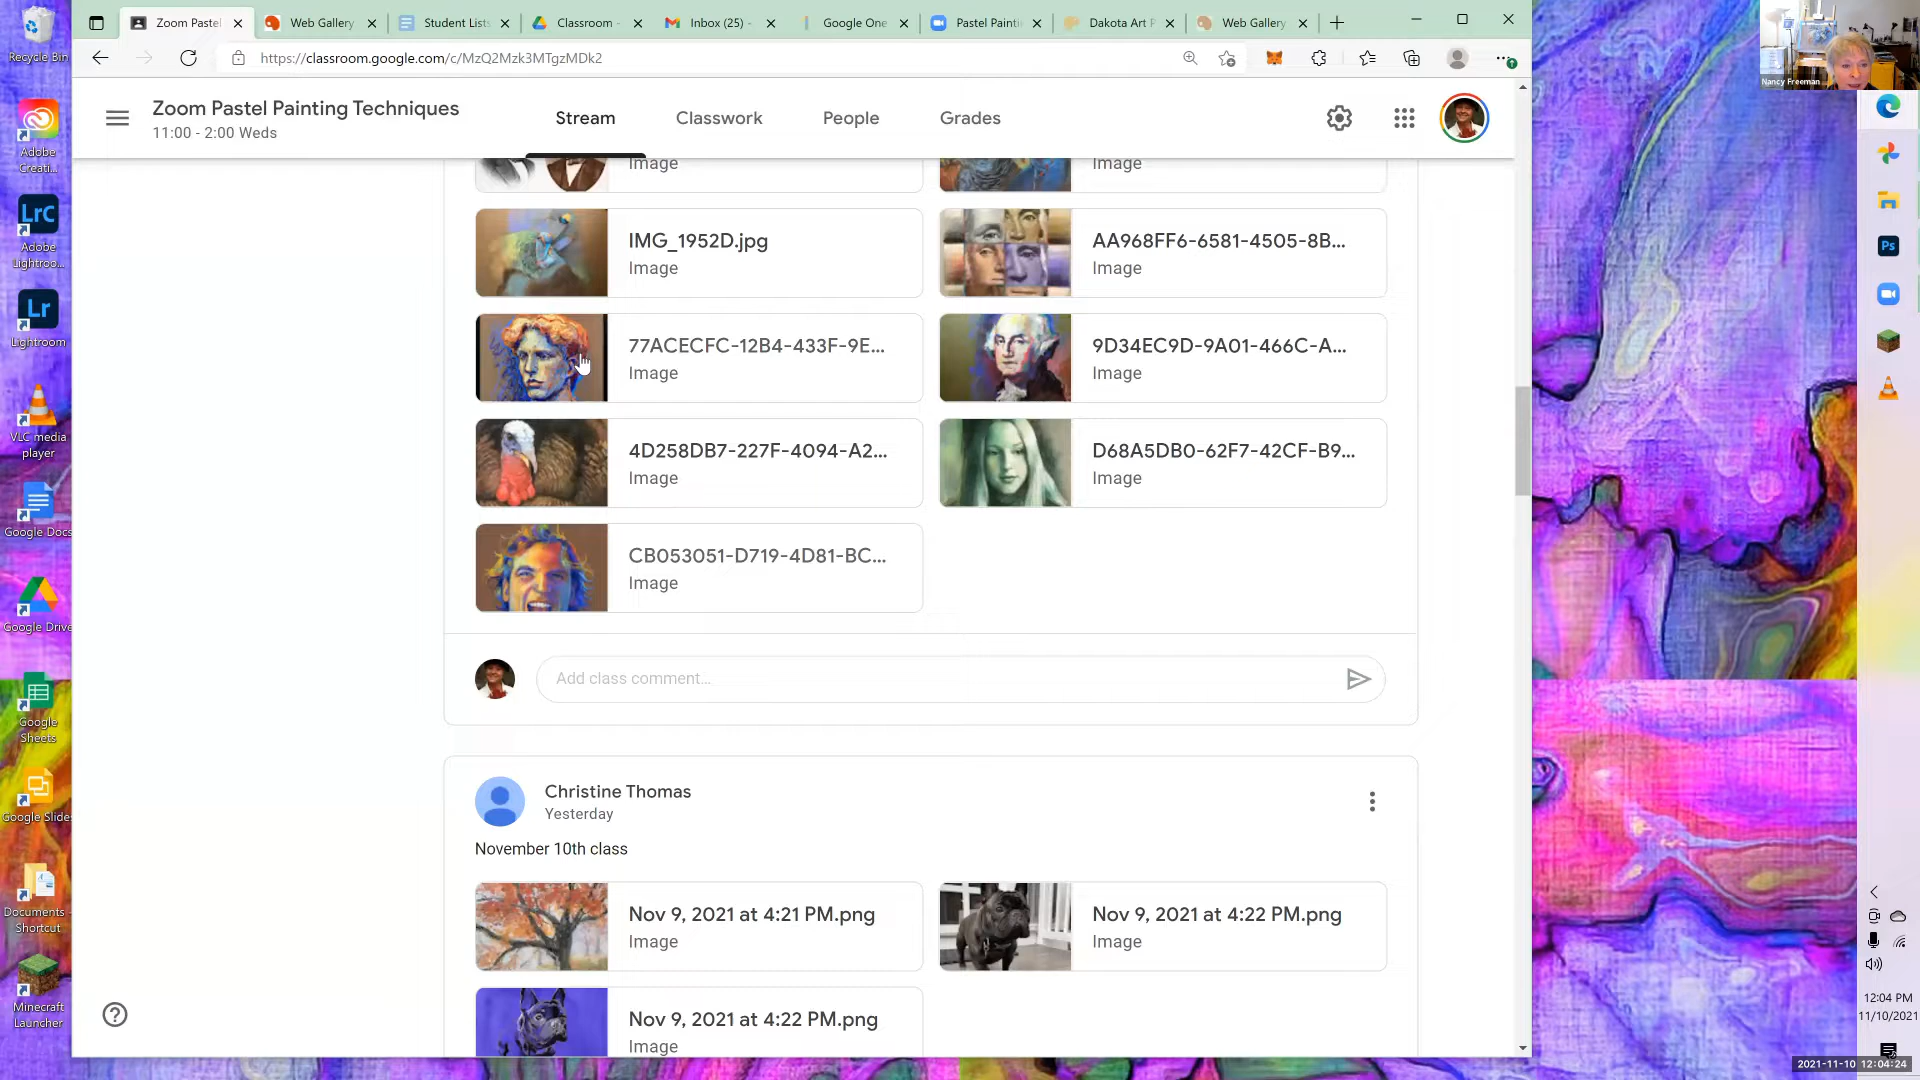 Zoom Pastel
Web Gallery
Student Lists
Classroom -
Inbox (25) -
Google One
Pastel Painti
Dakota Art P
Web Gallery
https://classroom.google.com/c/MzQ2Mzk3MTgzMDk2
Nancy Freeman
Recycle Bin
Adobe
Creati...
LrC
Adobe
Lightroo...
Lr
Lightroom
VLC media
player
Google Docs
Google Drive
Google
Sheets
Google Slides
Documents -
Shortcut
Minecraft
Launcher
Zoom Pastel Painting Techniques
11:00 - 2:00 Weds
Stream
Classwork
People
Grades
Image
Image
IMG_1952D.jpg
Image
AA968FF6-6581-4505-8B...
Image
77ACECFC-12B4-433F-9E...
Image
9D34EC9D-9A01-466C-A...
Image
4D258DB7-227F-4094-A2...
Image
D68A5DB0-62F7-42CF-B9...
Image
CB053051-D719-4D81-BC...
Image
Add class comment...
Christine Thomas
Yesterday
November 10th class
Nov 9, 2021 at 4:21 PM.png
Image
Nov 9, 2021 at 4:22 PM.png
Image
Nov 9, 2021 at 4:22 PM.png
Image
Ps
12:04 PM
11/10/2021
2021-11-10 12:04:24